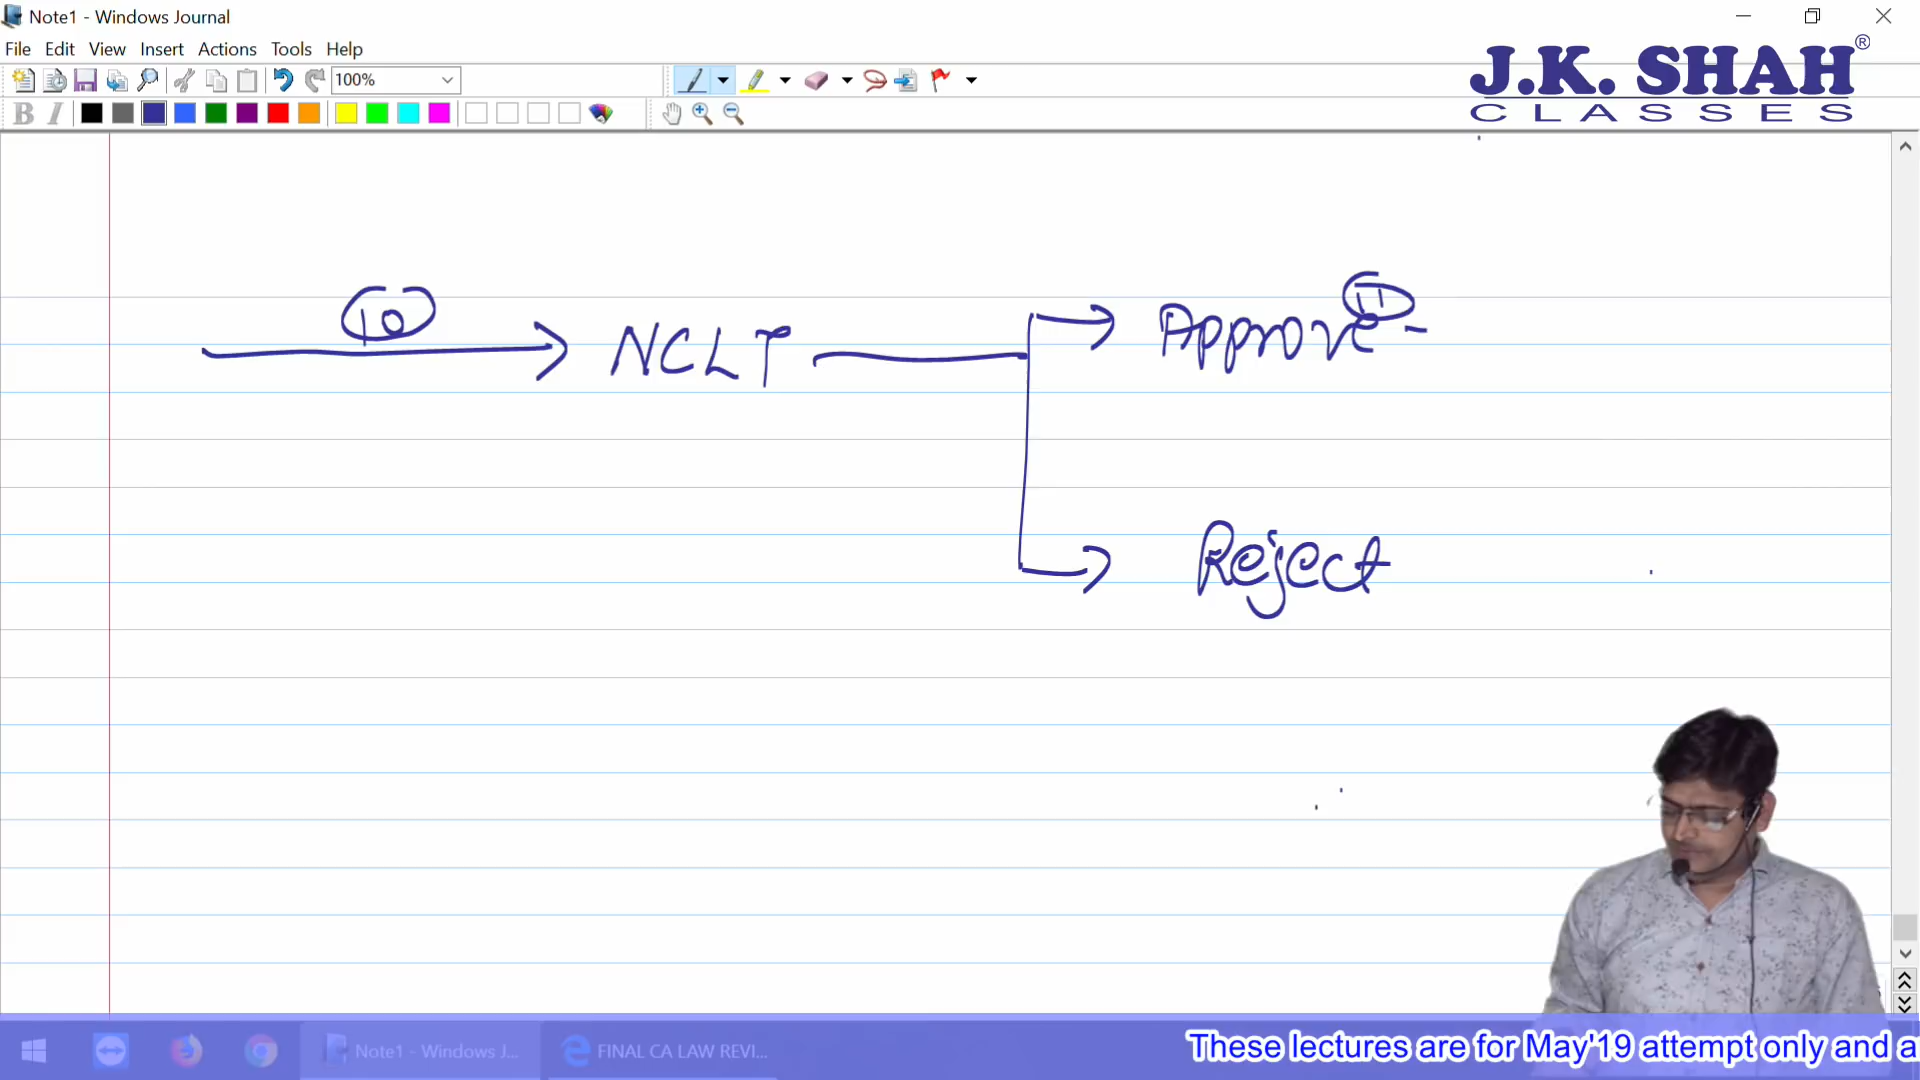 Note1 - Windows Journal
File Edit View Insert Actions Tools Help
J.K. SHAH®
CLASSES
100%
B I
10
11
NCLT
Approve -
Reject
Note1 - Windows J...
FINAL CA LAW REVI...
These lectures are for May'19 attempt only and a